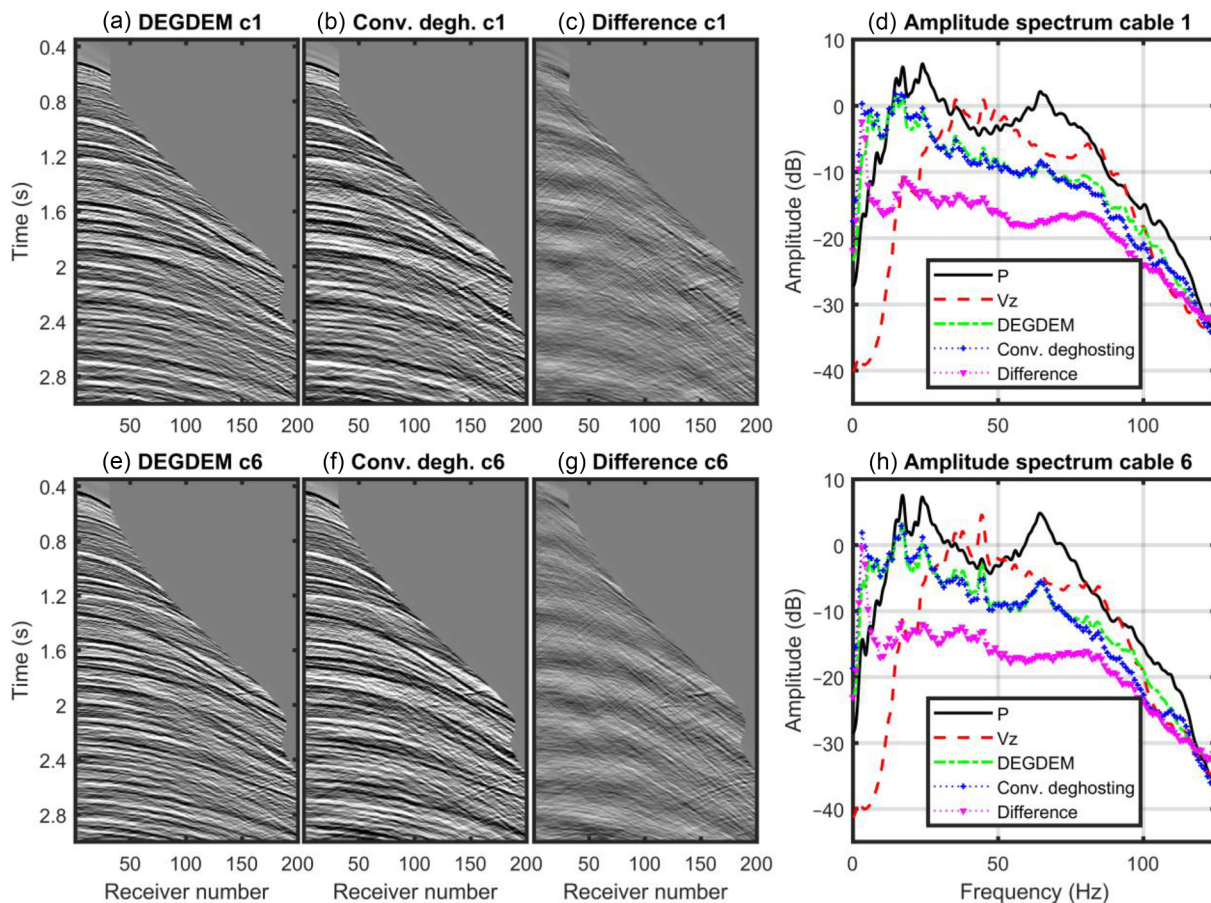 (a) DEGDEM c1
(b) Conv. degh. c1
(c) Difference c1
(d) Amplitude spectrum cable 1
0.4
0.8
1.2
1.6
2
2.4
2.8
Time (s)
50 100 150 200
50 100 150 200
50 100 150 200
10
0
−10
−20
−30
−40
Amplitude (dB)
P
Vz
DEGDEM
Conv. deghosting
Difference
0 50 100
(e) DEGDEM c6
(f) Conv. degh. c6
(g) Difference c6
(h) Amplitude spectrum cable 6
0.4
0.8
1.2
1.6
2
2.4
2.8
Time (s)
50 100 150 200
50 100 150 200
50 100 150 200
Receiver number
Receiver number
Receiver number
10
0
−10
−20
−30
−40
Amplitude (dB)
P
Vz
DEGDEM
Conv. deghosting
Difference
0 50 100
Frequency (Hz)